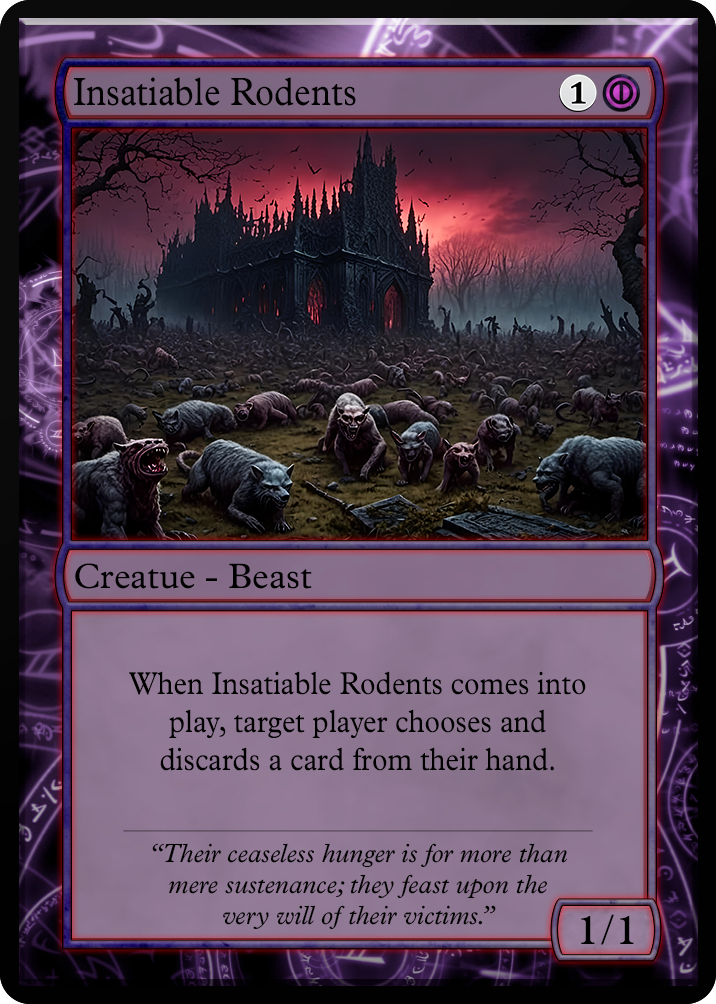 Insatiable Rodents 1
Creatue - Beast
When Insatiable Rodents comes into
play, target player chooses and
discards a card from their hand.
“Their ceaseless hunger is for more than
mere sustenance; they feast upon the
very will of their victims.”
1/1